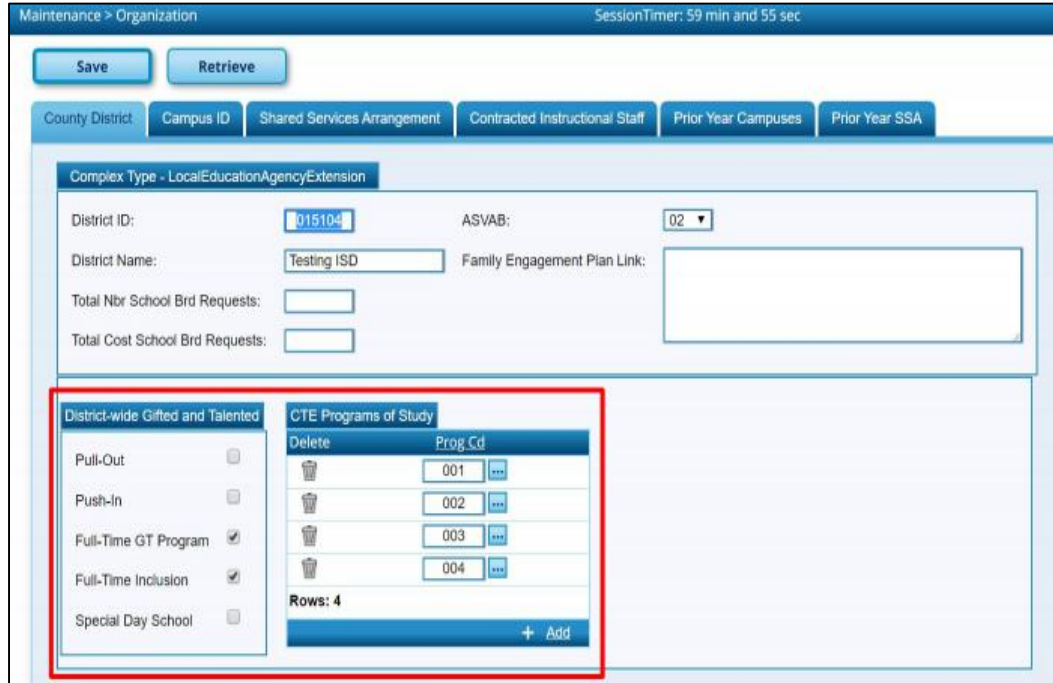 Maintenance > Organization SessionTimer: 59 min and 55 sec
Save Retrieve
County District Campus ID Shared Services Arrangement Contracted Instructional Staff Prior Year Campuses Prior Year SSA
Complex Type - LocalEducationAgencyExtension
District ID: 015104 ASVAB: 02
District Name: Testing ISD Family Engagement Plan Link:
Total Nbr School Brd Requests:
Total Cost School Brd Requests:
District-wide Gifted and Talented
Pull-Out
Push-In
Full-Time GT Program
Full-Time Inclusion
Special Day School
CTE Programs of Study
Delete Prog Cd
001 ...
002 ...
003 ...
004 ...
Rows: 4
+ Add